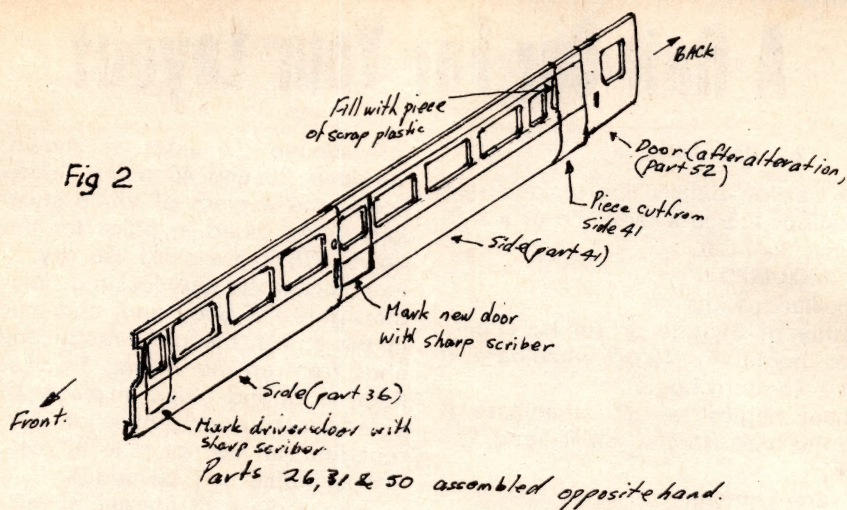 BACK
Fill with piece
of scrap plastic
Fig 2
Door (after alteration,
(part 52)
Piece cut from
Side 41
Side (part 41)
Mark new door
with sharp scriber
Side (part 36)
Front.
Mark drivers door with
sharp scriber
Parts 26, 31 & 50 assembled opposite hand.